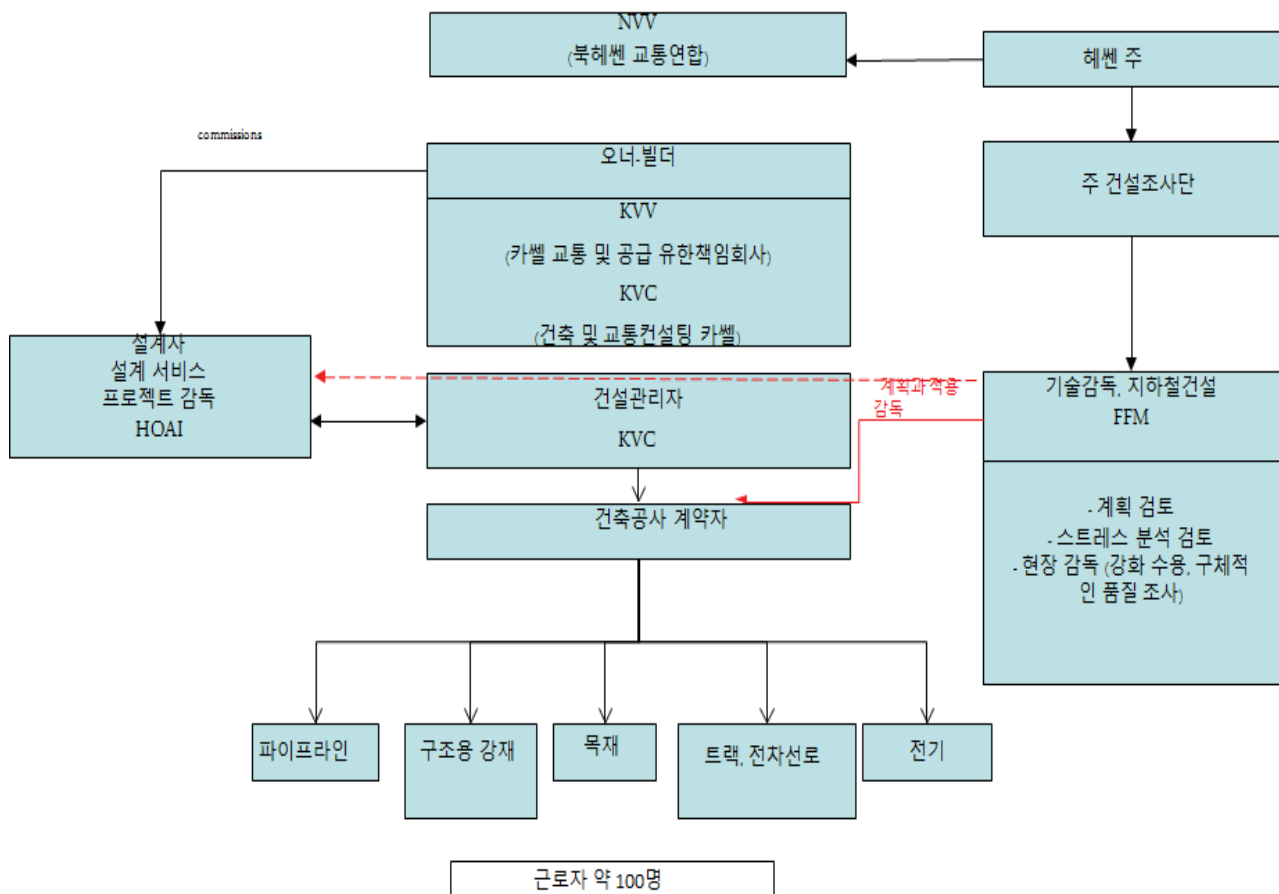 NVV
(북헤쎈 교통연합)
헤쎈 주
commissions
오너-빌더
KVV
(카쎌 교통 및 공급 유한책임회사)
KVC
(건축 및 교통컨설팅 카쎌)
주 건설조사단
설계사
설계 서비스
프로젝트 감독
HOAI
건설관리자
KVC
계획과 적용
감독
기술감독, 지하철건설
FFM
- 계획 검토
- 스트레스 분석 검토
- 현장 감독 (강화 수용, 구체적
인 품질 조사)
건축공사 계약자
파이프라인
구조용 강재
목재
트랙, 전차선로
전기
근로자 약 100명